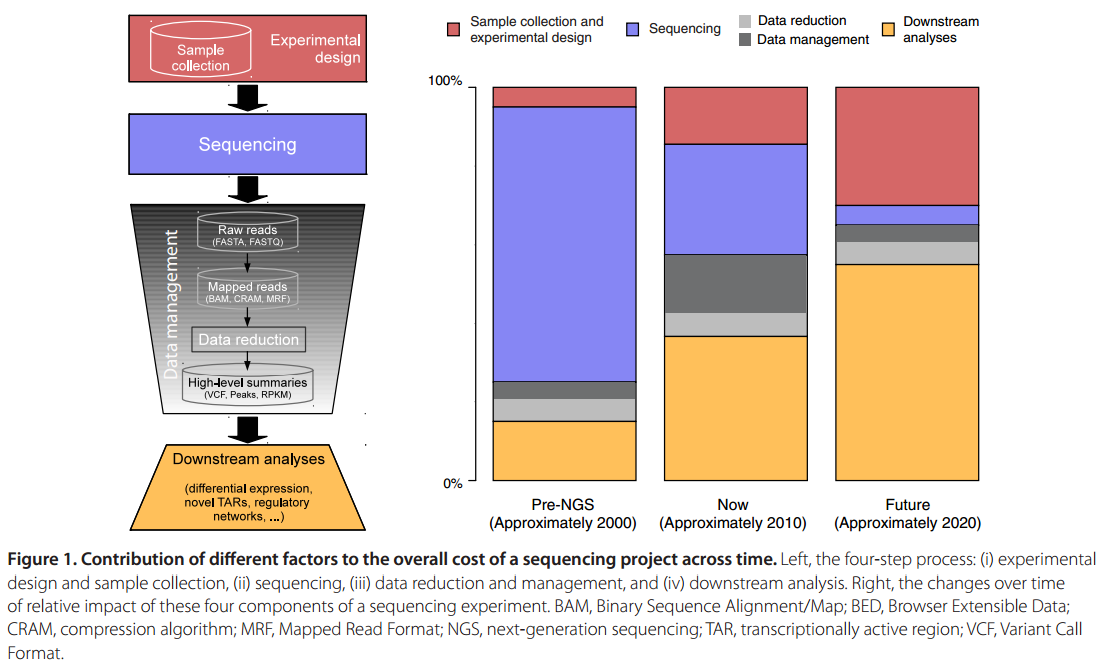 Sample
collection
Experimental
design
Sequencing
Data management
Raw reads
(FASTA, FASTQ)
Mapped reads
(BAM, CRAM, MRF)
Data reduction
High-level summaries
(VCF, Peaks, RPKM)
Downstream analyses
(differential expression,
novel TARs, regulatory
networks, ...)
Sample collection and
experimental design
Sequencing
Data reduction
Data management
Downstream
analyses
100%
0%
Pre-NGS
(Approximately 2000)
Now
(Approximately 2010)
Future
(Approximately 2020)
Figure 1. Contribution of different factors to the overall cost of a sequencing project across time. Left, the four-step process: (i) experimental
design and sample collection, (ii) sequencing, (iii) data reduction and management, and (iv) downstream analysis. Right, the changes over time
of relative impact of these four components of a sequencing experiment. BAM, Binary Sequence Alignment/Map; BED, Browser Extensible Data;
CRAM, compression algorithm; MRF, Mapped Read Format; NGS, next-generation sequencing; TAR, transcriptionally active region; VCF, Variant Call
Format.